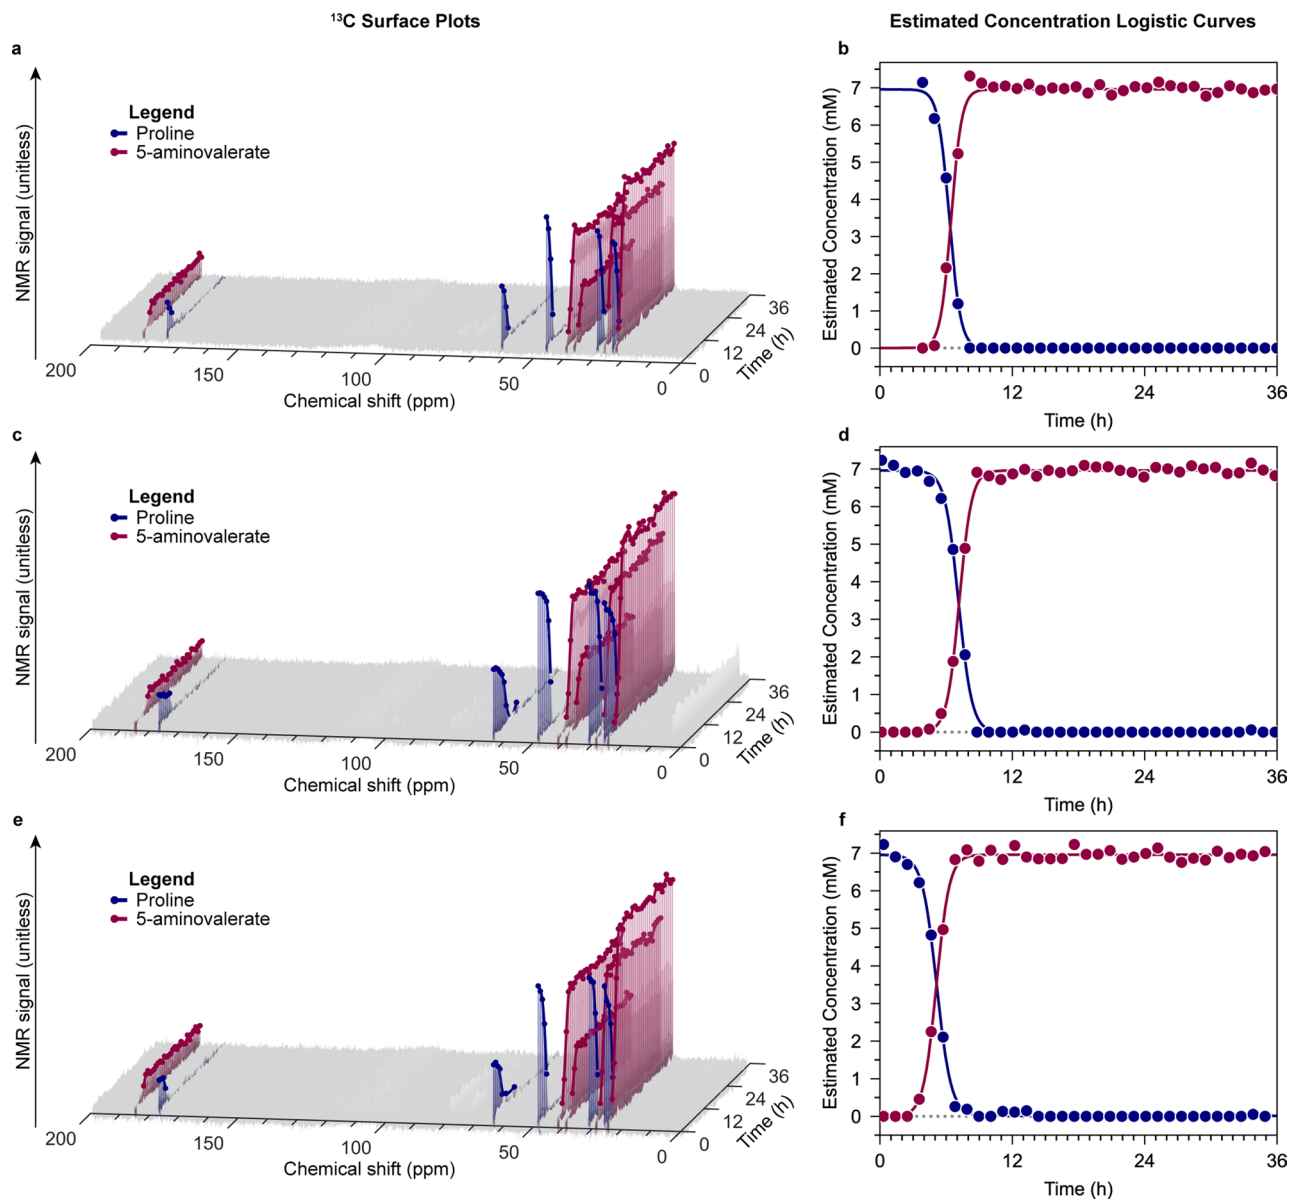 ¹³C Surface Plots
Estimated Concentration Logistic Curves
a
NMR signal (unitless)
Legend
Proline
5-aminovalerate
200
150
100
50
0
Chemical shift (ppm)
0
12
24
36
Time (h)
b
Estimated Concentration (mM)
7
6
5
4
3
2
1
0
0
12
24
36
Time (h)
c
NMR signal (unitless)
Legend
Proline
5-aminovalerate
200
150
100
50
0
Chemical shift (ppm)
0
12
24
36
Time (h)
d
Estimated Concentration (mM)
7
6
5
4
3
2
1
0
0
12
24
36
Time (h)
e
NMR signal (unitless)
Legend
Proline
5-aminovalerate
200
150
100
50
0
Chemical shift (ppm)
0
12
24
36
Time (h)
f
Estimated Concentration (mM)
7
6
5
4
3
2
1
0
0
12
24
36
Time (h)